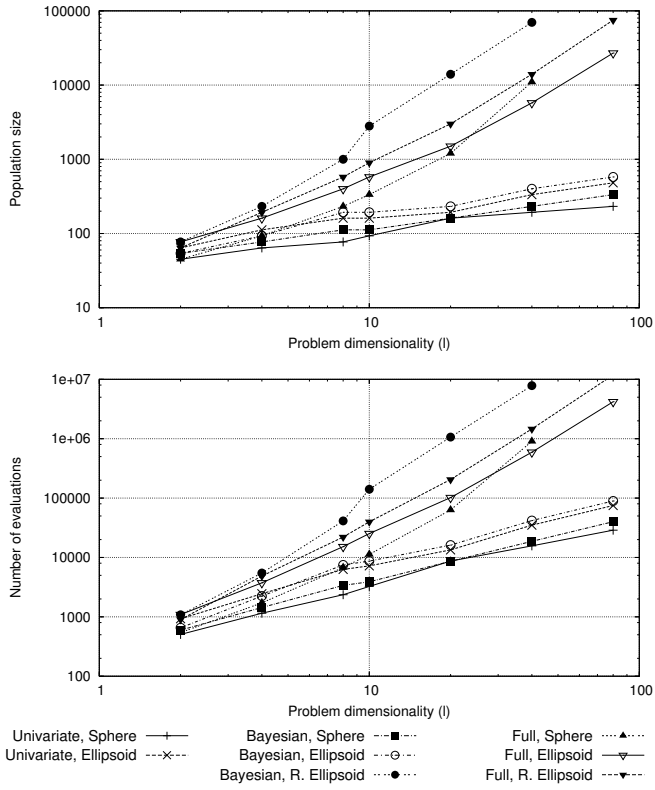 100000
10000
1000
100
10
Population size
1
10
100
Problem dimensionality (l)
1e+07
1e+06
100000
10000
1000
100
Number of evaluations
1
10
100
Problem dimensionality (l)
Univariate, Sphere
Univariate, Ellipsoid
Bayesian, Sphere
Bayesian, Ellipsoid
Bayesian, R. Ellipsoid
Full, Sphere
Full, Ellipsoid
Full, R. Ellipsoid